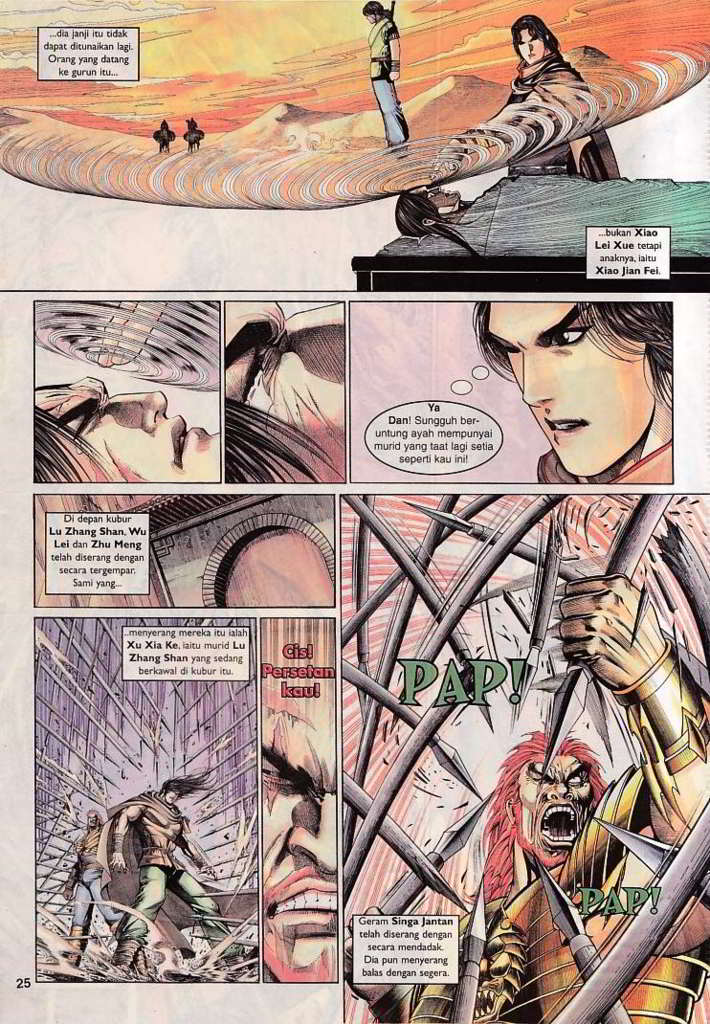 ...dia janji itu tidak
dapat ditunaikan lagi.
Orang yang datang
ke gurun itu...
...bukan Xiao
Lei Xue tetapi
anaknya, iaitu
Xiao Jian Fei.
Ya
Dan! Sungguh ber-
untung ayah mempunyai
murid yang taat lagi setia
seperti kau ini!
Di depan kubur
Lu Zhang Shan, Wu
Lei dan Zhu Meng
telah diserang dengan
secara tergempar.
Sami yang...
...menyerang mereka itu ialah
Xu Xia Ke, iaitu murid Lu
Zhang Shan yang sedang
berkawal di kubur itu.
Cis!
Persetan
kau!
PAP!
PAP!
Geram Singa Jantan
telah diserang dengan
secara mendadak.
Dia pun menyerang
balas dengan segera.
25